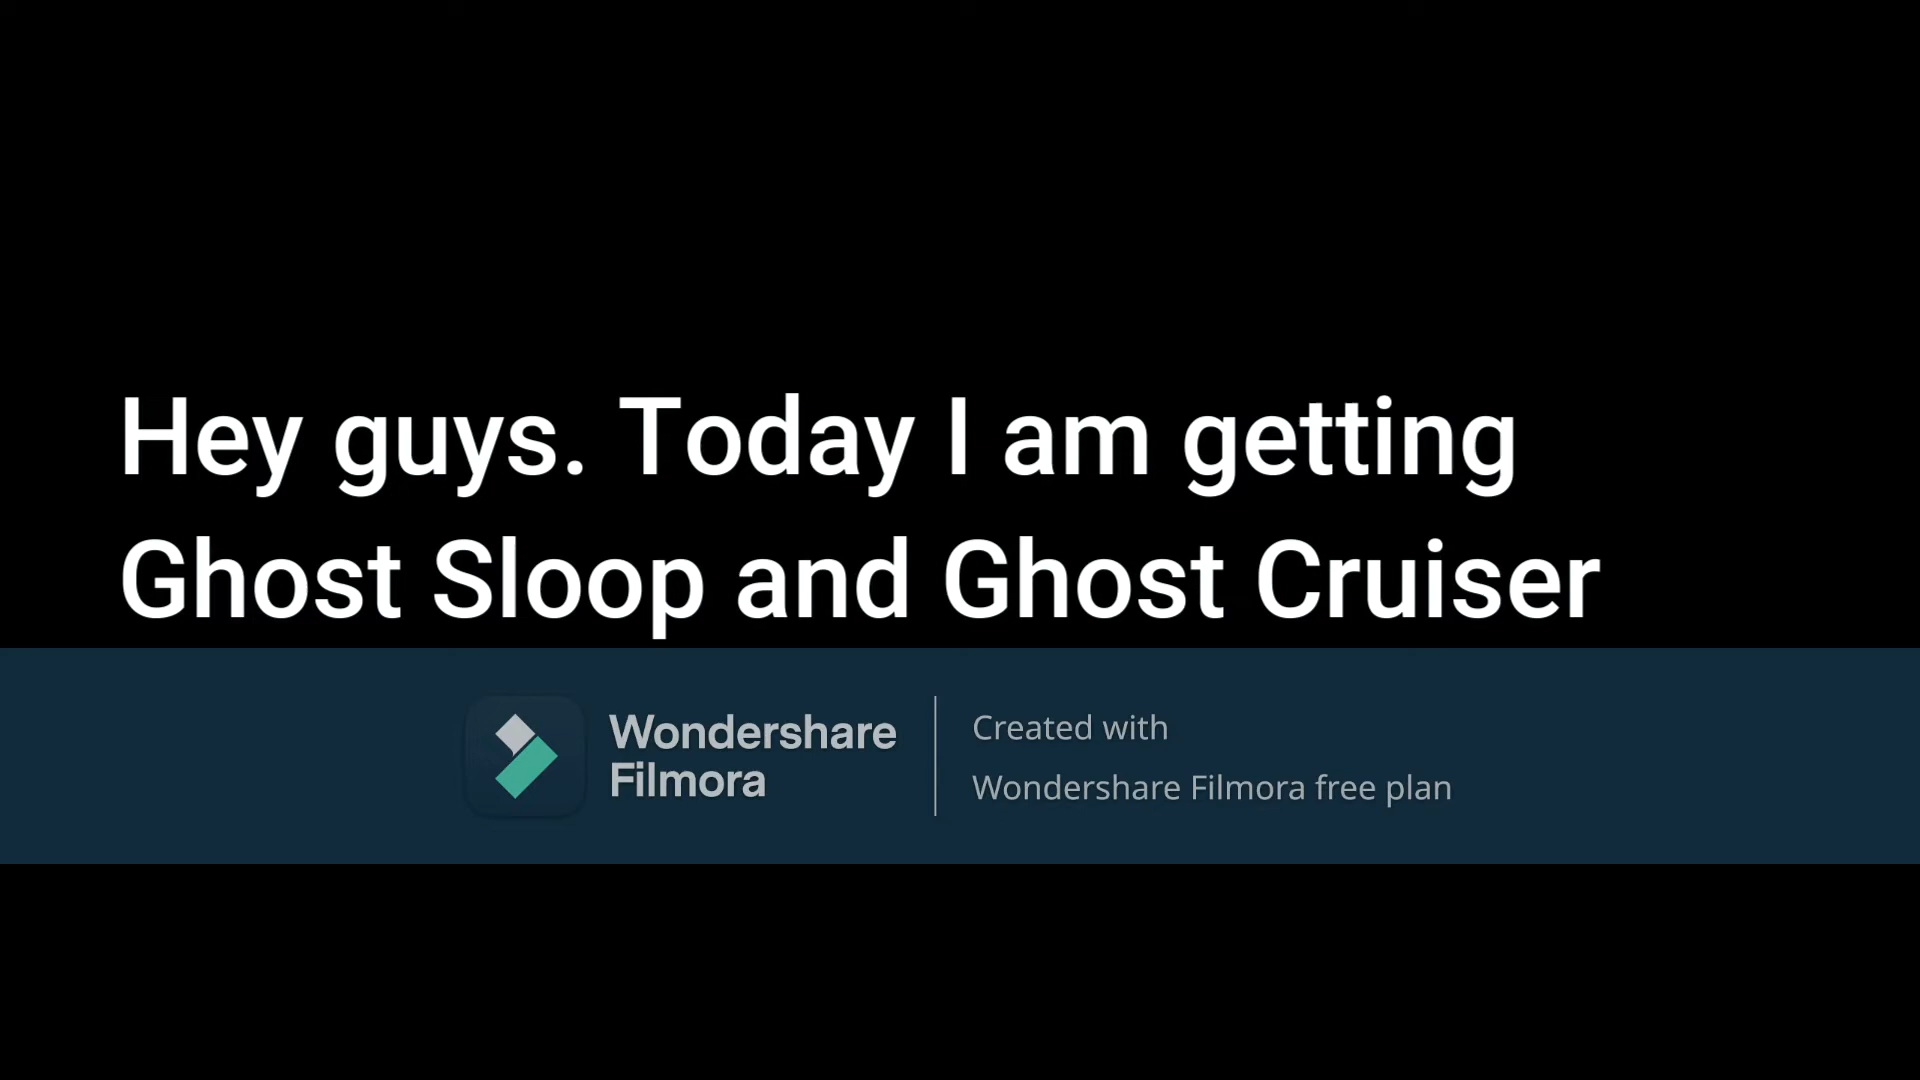 Hey guys. Today I am getting
Ghost Sloop and Ghost Cruiser
Wondershare
Filmora
Created with
Wondershare Filmora free plan